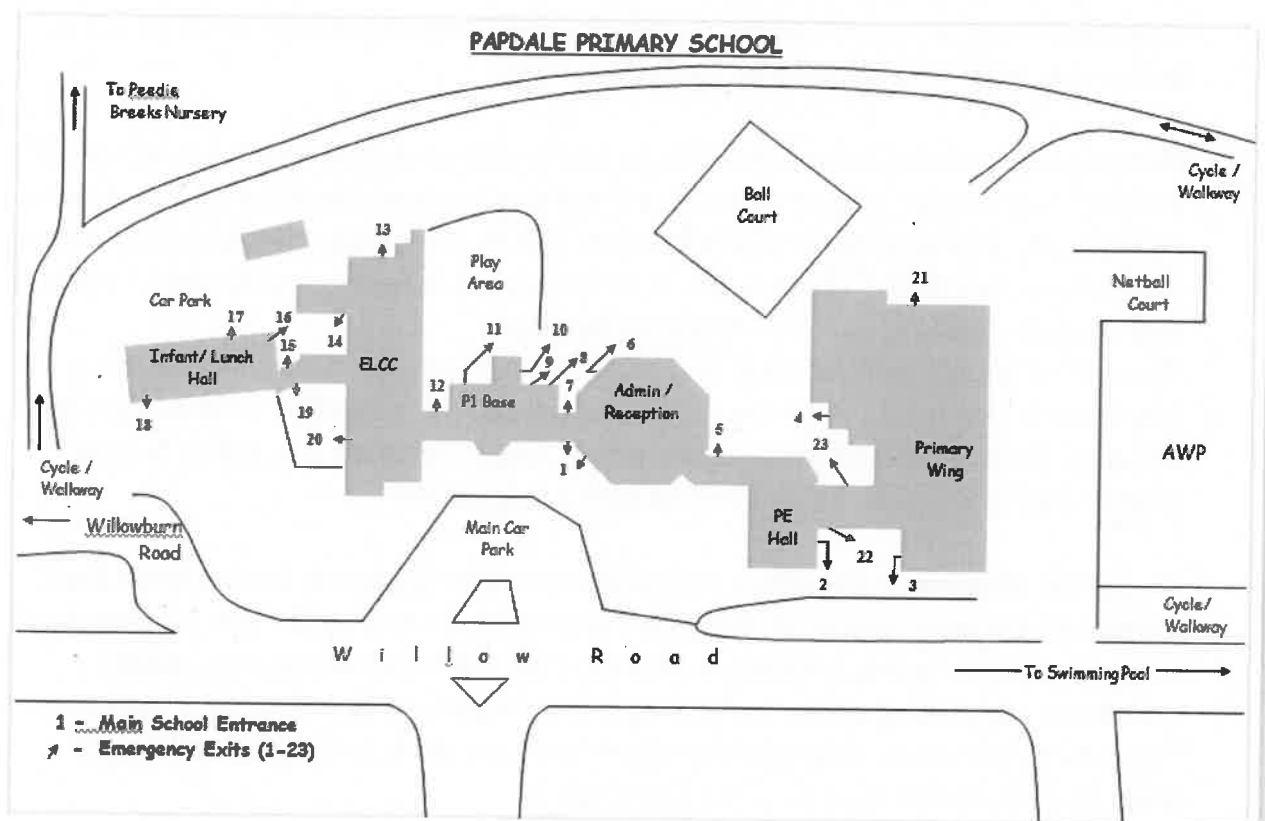 PAPDALE PRIMARY SCHOOL
To Peedie
Breeks Nursery
Cycle /
Walkway
Ball
Court
13
Play
Area
21
Netball
Court
Car Park
17
16
15
14
11
10
9
8
6
Infant/ Lunch
Hall
ELCC
12
P1 Base
7
Admin /
Reception
5
4
23
Primary
Wing
AWP
18
19
20
1
Cycle /
Walkway
Willowburn
Road
Main Car
Park
PE
Hall
22
2
3
Cycle/
Walkway
Willow Road
To Swimming Pool
1 - Main School Entrance
- Emergency Exits (1-23)